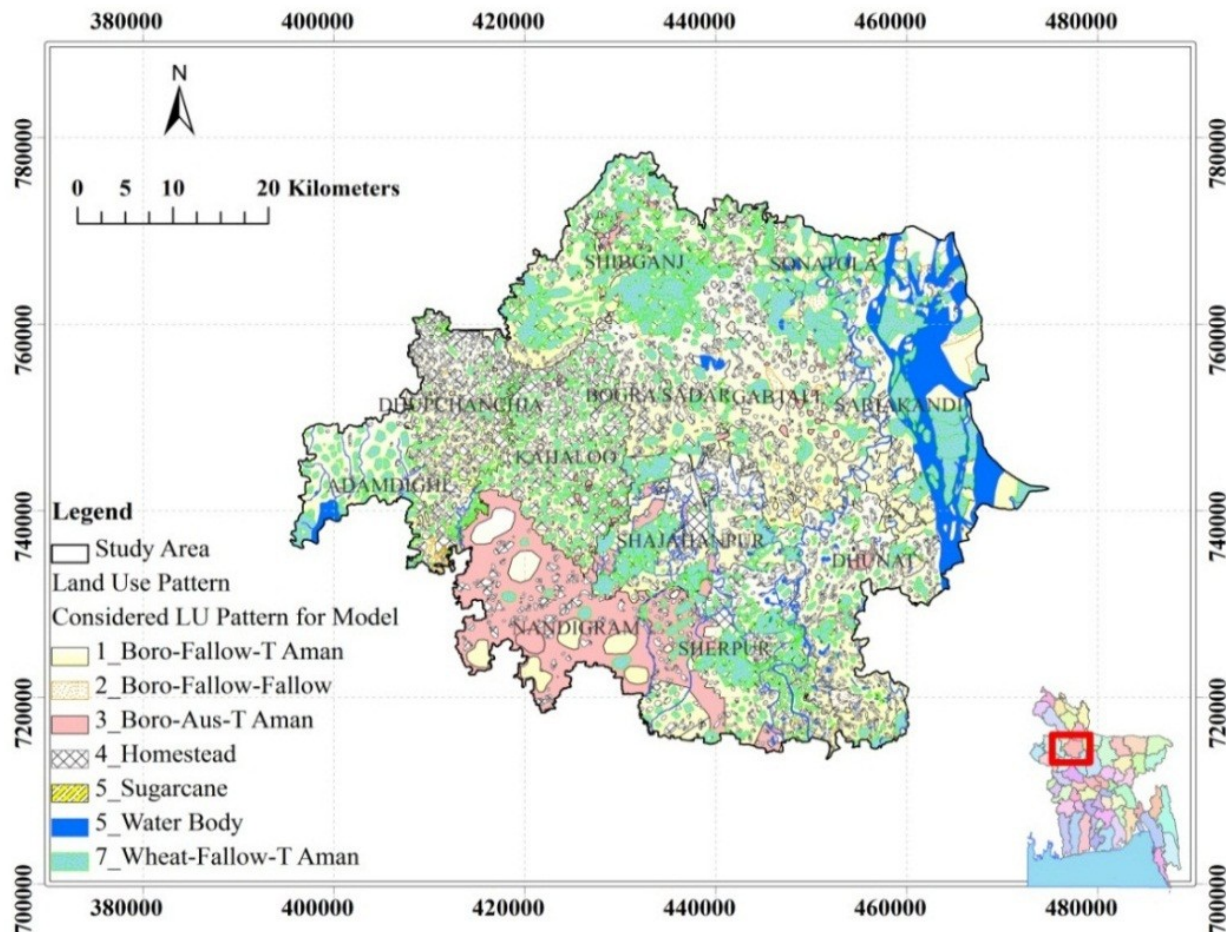 380000 400000 420000 440000 460000 480000
N
780000 780000
0 5 10 20 Kilometers
SHIBGANJ SONATOLA
760000 760000
DHUPCHANCHIA BOGRA SADAR GABTALI SARIAKANDI
KAHALOO
ADAMDIGHI
740000 740000
SHAJAHANPUR
DHUNAT
NANDIGRAM
SHERPUR
720000 720000
700000 700000
Legend
Study Area
Land Use Pattern
Considered LU Pattern for Model
1_Boro-Fallow-T Aman
2_Boro-Fallow-Fallow
3_Boro-Aus-T Aman
4_Homestead
5_Sugarcane
5_Water Body
7_Wheat-Fallow-T Aman
380000 400000 420000 440000 460000 480000